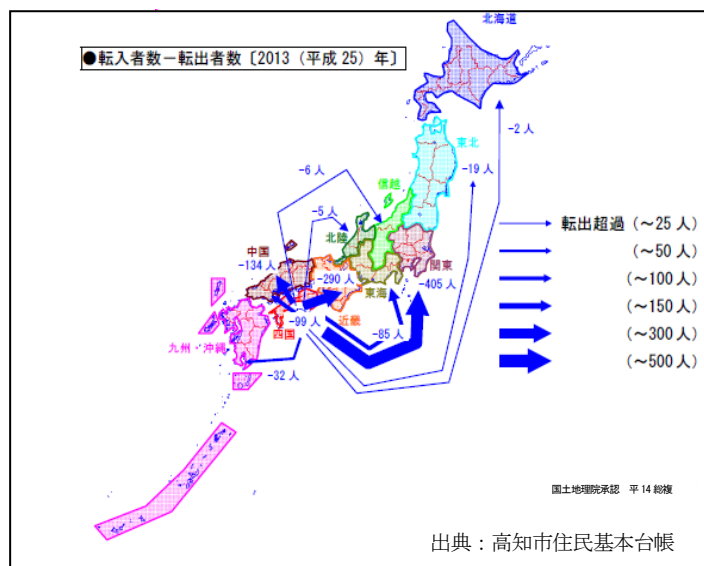 ●転入者数－転出者数〔2013（平成 25）年〕
北海道
-2 人
東北
-19 人
-6 人
信越
-5 人
北陸
中国
-134 人
-290 人
東海
関東
-405 人
-99 人
近畿
四国
-85 人
九州・沖縄
-32 人
転出超過（～25 人）
（～50 人）
（～100 人）
（～150 人）
（～300 人）
（～500 人）
国土地理院承認　平 14 総複
出典：高知市住民基本台帳